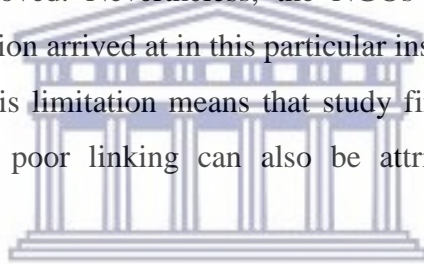 oved. Nevertheless, the NGOs
ion arrived at in this particular ins
is limitation means that study fi
poor linking can also be attri